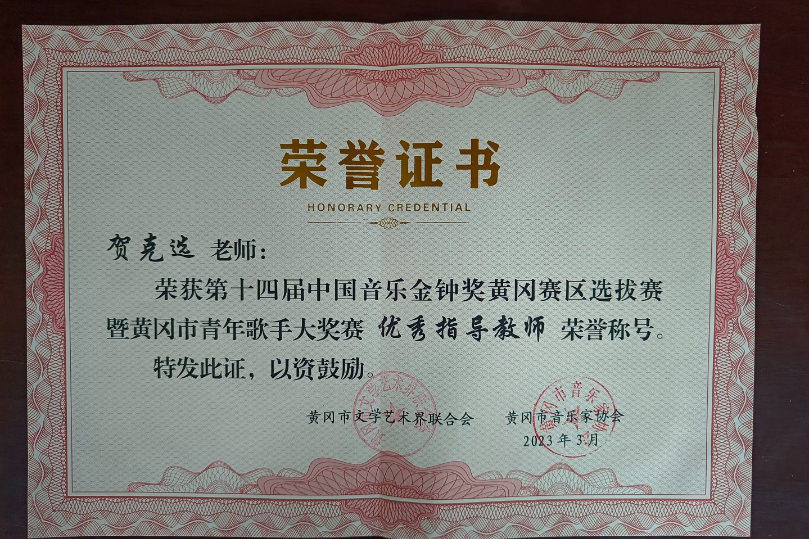 荣誉证书
HONORARY CREDENTIAL
贺克选 老师：
荣获第十四届中国音乐金钟奖黄冈赛区选拔赛
暨黄冈市青年歌手大奖赛 优秀指导教师 荣誉称号。
特发此证，以资鼓励。
黄冈市文学艺术界联合会 黄冈市音乐家协会
2023年3月